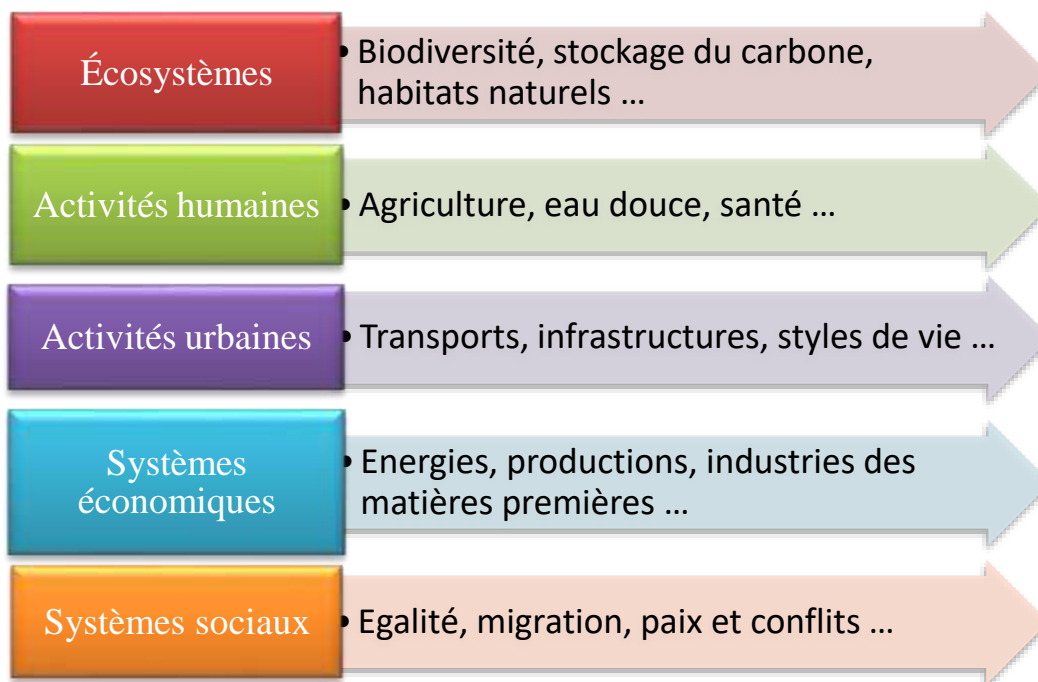 Écosystèmes
• Biodiversité, stockage du carbone,
habitats naturels ...
Activités humaines
• Agriculture, eau douce, santé ...
Activités urbaines
• Transports, infrastructures, styles de vie ...
Systèmes
économiques
• Energies, productions, industries des
matières premières ...
Systèmes sociaux
• Egalité, migration, paix et conflits ...